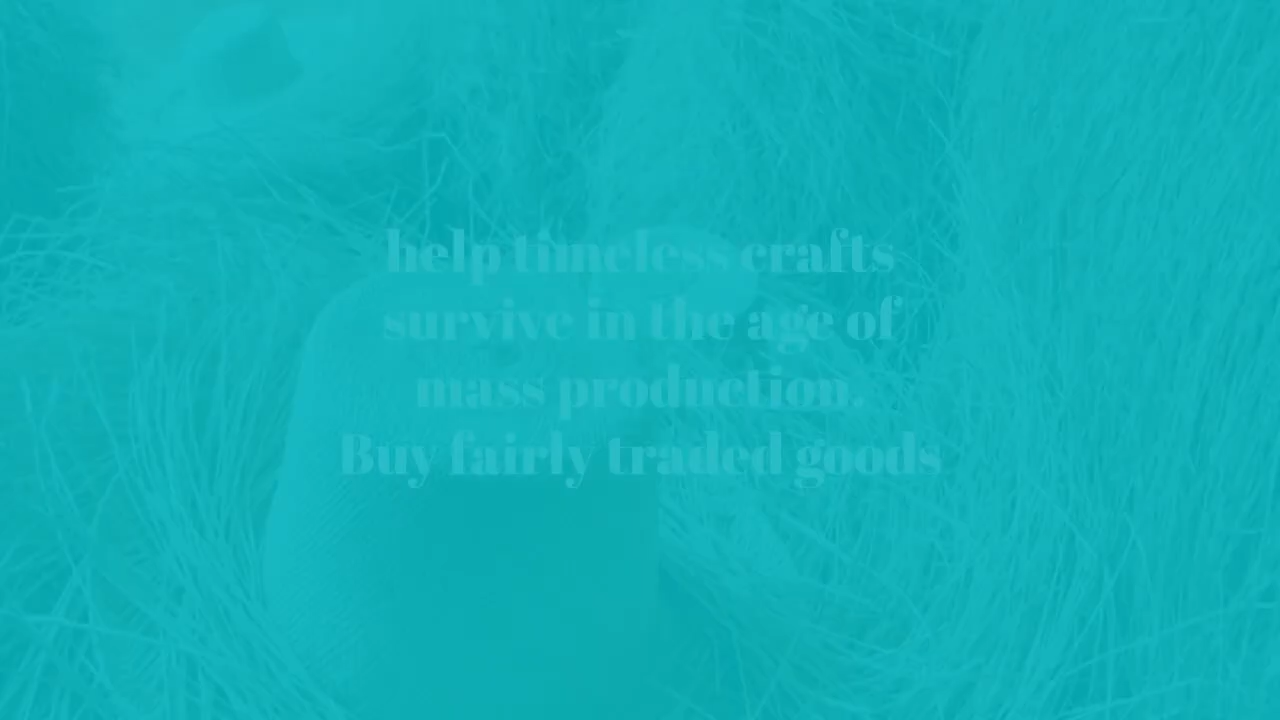 help timeless crafts
survive in the age of
mass production.
Buy fairly traded goods